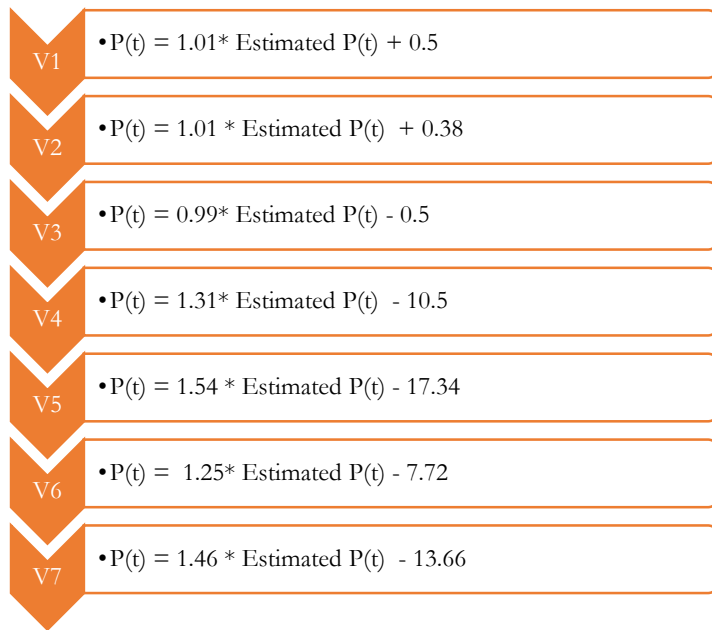 V1
•P(t) = 1.01* Estimated P(t) + 0.5
V2
•P(t) = 1.01 * Estimated P(t)  + 0.38
V3
•P(t) = 0.99* Estimated P(t) - 0.5
V4
•P(t) = 1.31* Estimated P(t)  - 10.5
V5
•P(t) = 1.54 * Estimated P(t) - 17.34
V6
•P(t) =  1.25* Estimated P(t) - 7.72
V7
•P(t) = 1.46 * Estimated P(t)  - 13.66